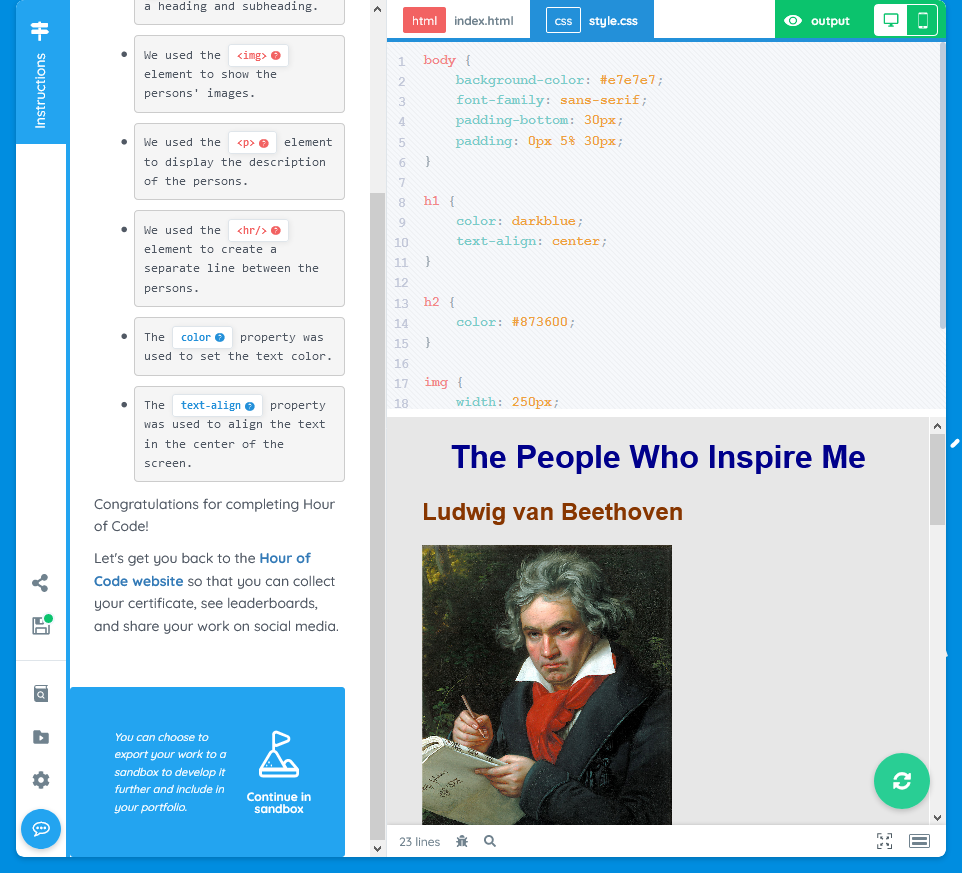 Instructions
a heading and subheading.
We used the <img>
element to show the
persons' images.
We used the <p> element
to display the description
of the persons.
We used the <hr/>
element to create a
separate line between the
persons.
The color property was
used to set the text color.
The text-align property
was used to align the text
in the center of the
screen.
Congratulations for completing Hour
of Code!
Let's get you back to the Hour of
Code website so that you can collect
your certificate, see leaderboards,
and share your work on social media.
You can choose to
export your work to a
sandbox to develop it
further and include in
your portfolio.
Continue in
sandbox
html index.html css style.css output
1 body {
2 background-color: #e7e7e7;
3 font-family: sans-serif;
4 padding-bottom: 30px;
5 padding: 0px 5% 30px;
6 }
7
8 h1 {
9 color: darkblue;
10 text-align: center;
11 }
12
13 h2 {
14 color: #873600;
15 }
16
17 img {
18 width: 250px;
The People Who Inspire Me
Ludwig van Beethoven
23 lines